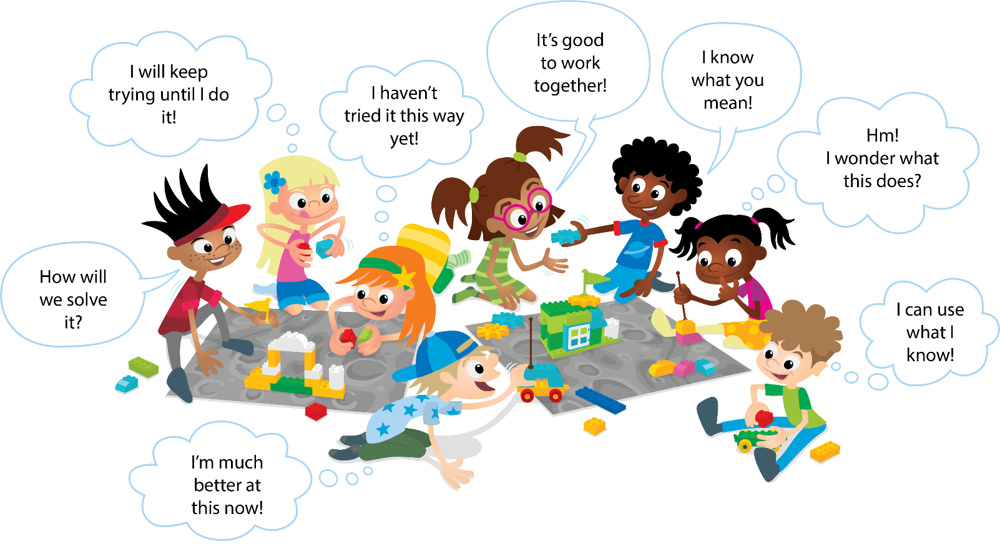 I will keep
trying until I do
it!
I haven't
tried it this way
yet!
It's good
to work
together!
I know
what you
mean!
Hm!
I wonder what
this does?
How will
we solve
it?
I can use
what I
know!
I'm much
better at
this now!